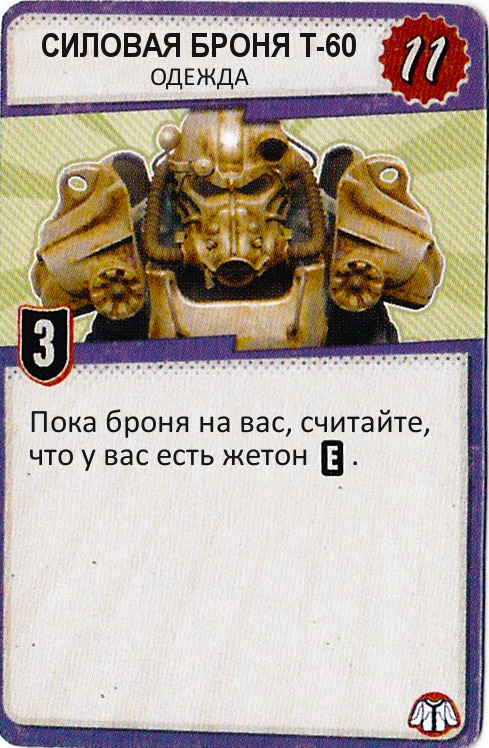 СИЛОВАЯ БРОНЯ Т-60
11
ОДЕЖДА
3
Пока броня на вас, считайте,
что у вас есть жетон E .